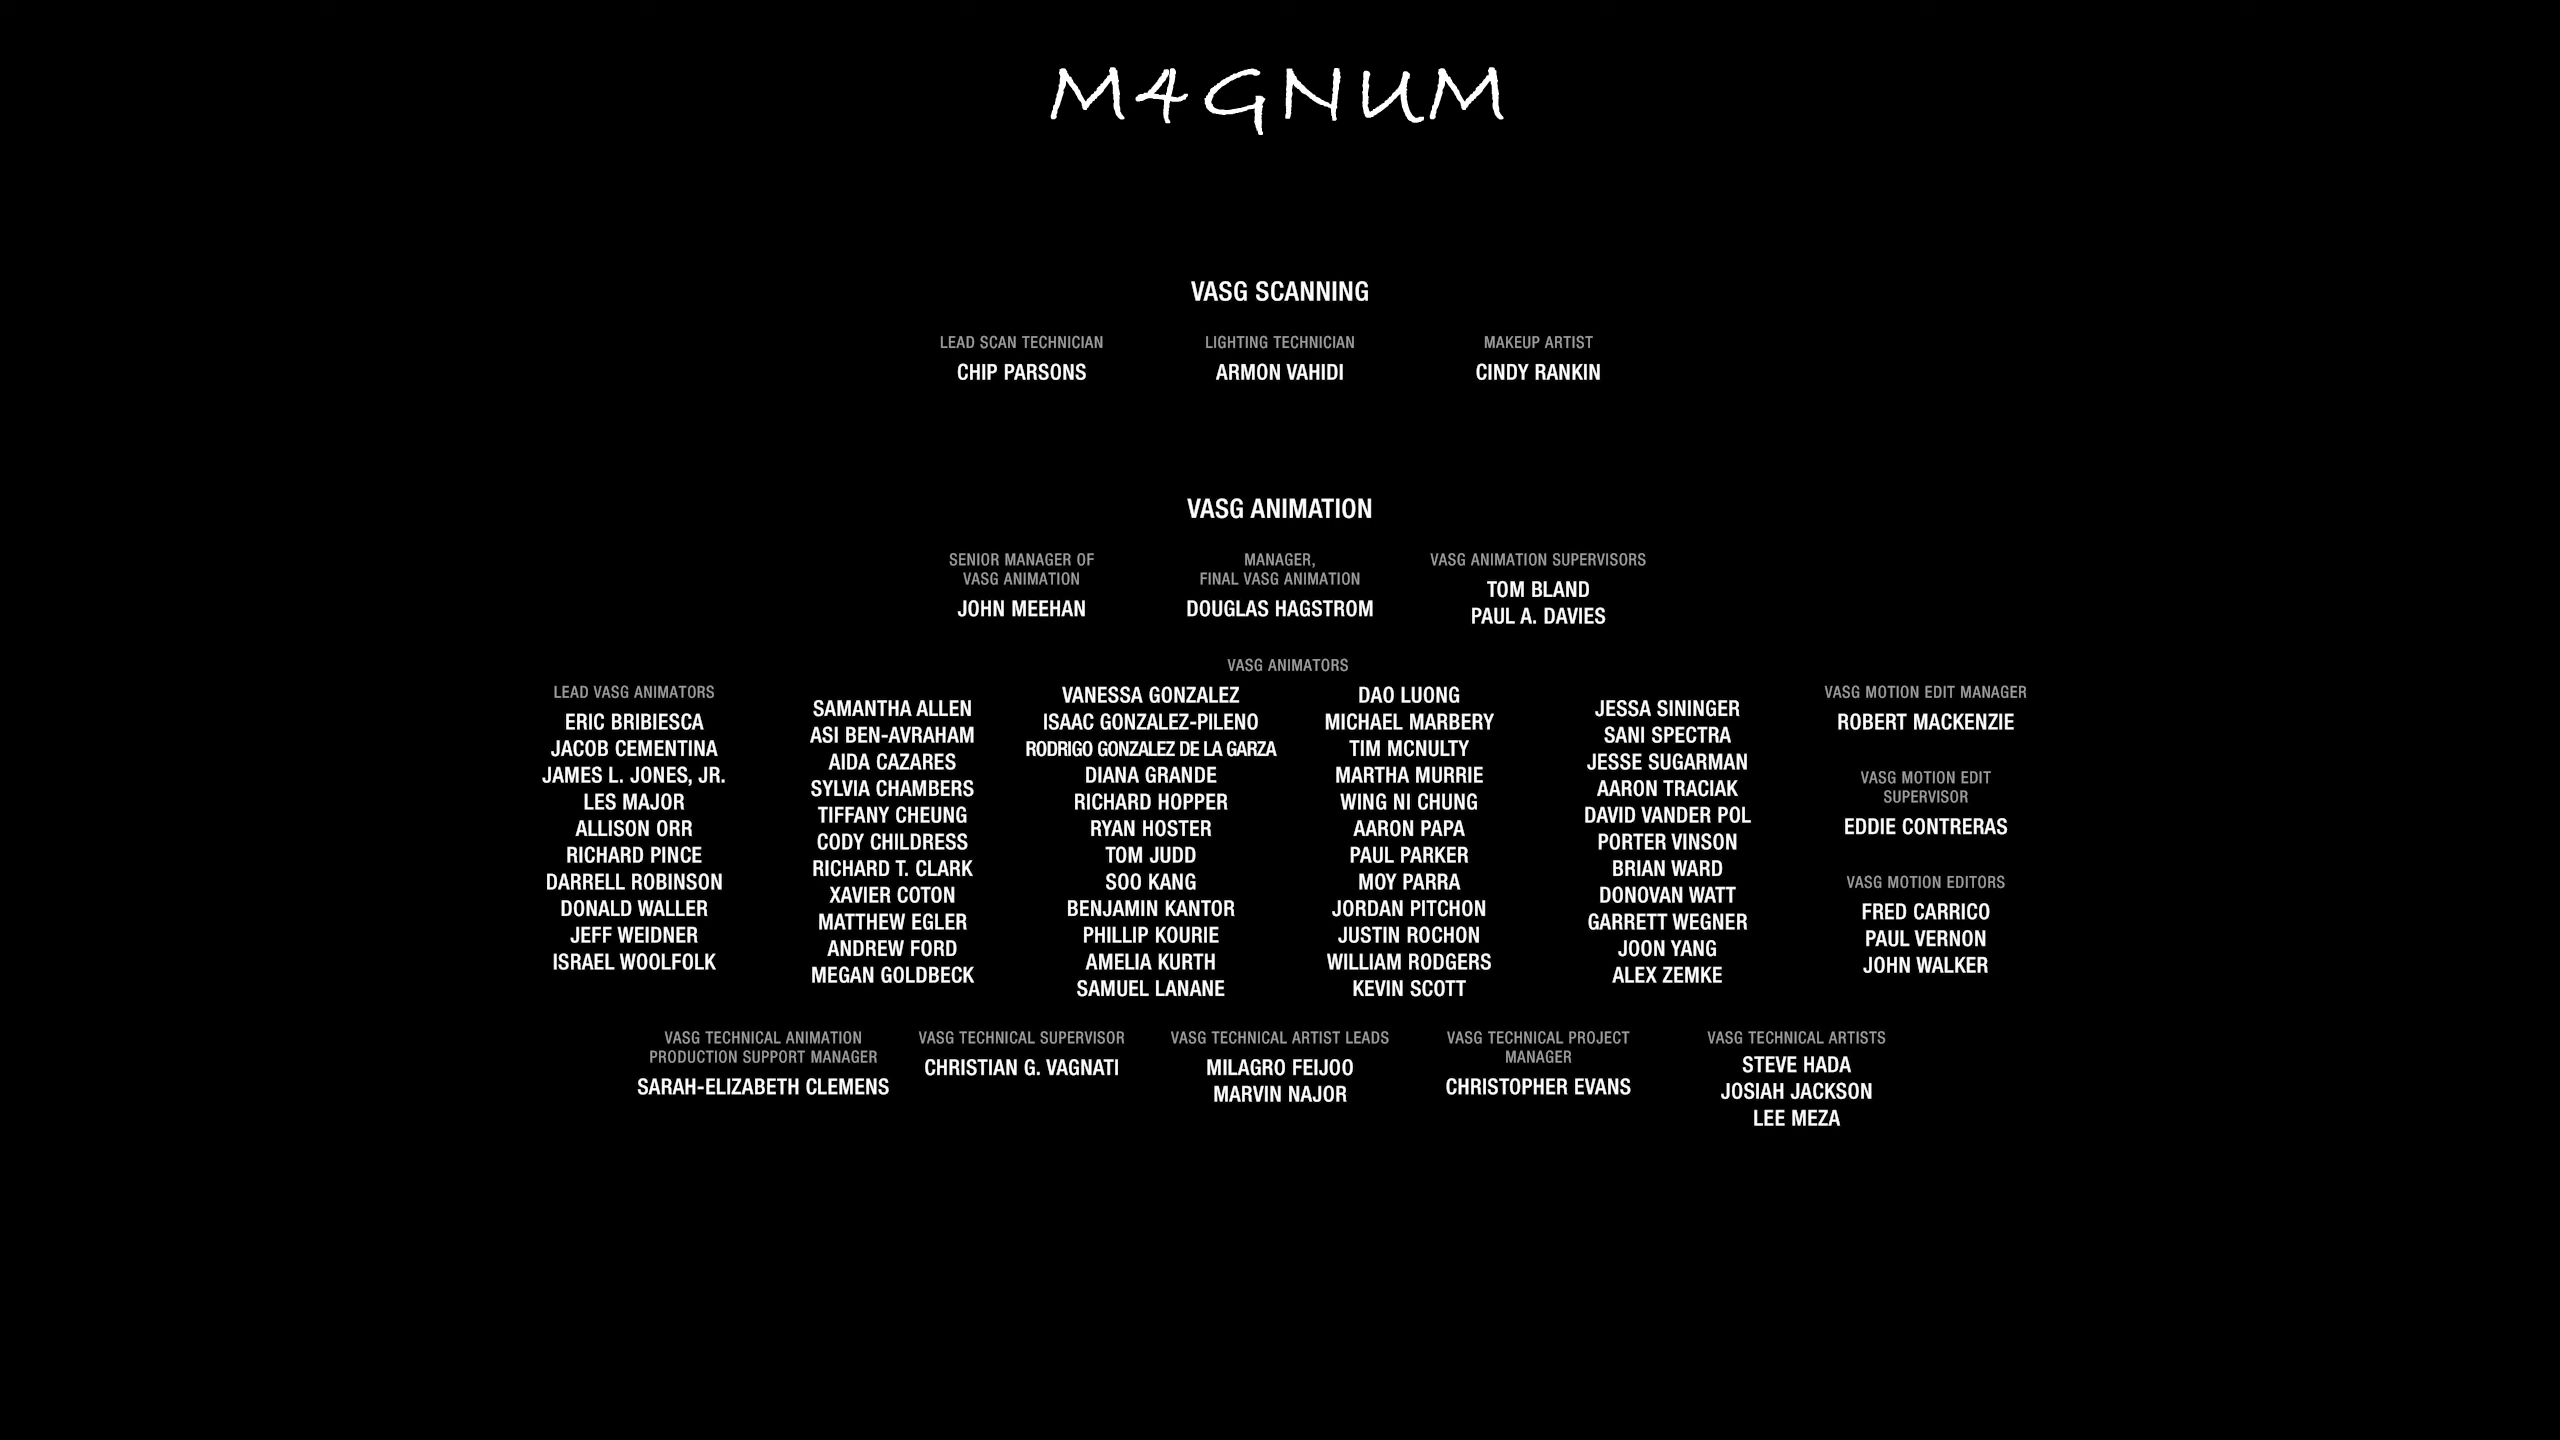 M4GNUM
VASG SCANNING
LEAD SCAN TECHNICIAN
CHIP PARSONS
LIGHTING TECHNICIAN
ARMON VAHIDI
MAKEUP ARTIST
CINDY RANKIN
VASG ANIMATION
SENIOR MANAGER OF
VASG ANIMATION
JOHN MEEHAN
MANAGER,
FINAL VASG ANIMATION
DOUGLAS HAGSTROM
VASG ANIMATION SUPERVISORS
TOM BLAND
PAUL A. DAVIES
LEAD VASG ANIMATORS
ERIC BRIBIESCA
JACOB CEMENTINA
JAMES L. JONES, JR.
LES MAJOR
ALLISON ORR
RICHARD PINCE
DARRELL ROBINSON
DONALD WALLER
JEFF WEIDNER
ISRAEL WOOLFOLK
VASG ANIMATORS
SAMANTHA ALLEN
ASI BEN-AVRAHAM
AIDA CAZARES
SYLVIA CHAMBERS
TIFFANY CHEUNG
CODY CHILDRESS
RICHARD T. CLARK
XAVIER COTON
MATTHEW EGLER
ANDREW FORD
MEGAN GOLDBECK
VANESSA GONZALEZ
ISAAC GONZALEZ-PILENO
RODRIGO GONZALEZ DE LA GARZA
DIANA GRANDE
RICHARD HOPPER
RYAN HOSTER
TOM JUDD
SOO KANG
BENJAMIN KANTOR
PHILLIP KOURIE
AMELIA KURTH
SAMUEL LANANE
DAO LUONG
MICHAEL MARBERY
TIM MCNULTY
MARTHA MURRIE
WING NI CHUNG
AARON PAPA
PAUL PARKER
MOY PARRA
JORDAN PITCHON
JUSTIN ROCHON
WILLIAM RODGERS
KEVIN SCOTT
JESSA SININGER
SANI SPECTRA
JESSE SUGARMAN
AARON TRACIAK
DAVID VANDER POL
PORTER VINSON
BRIAN WARD
DONOVAN WATT
GARRETT WEGNER
JOON YANG
ALEX ZEMKE
VASG MOTION EDIT MANAGER
ROBERT MACKENZIE
VASG MOTION EDIT
SUPERVISOR
EDDIE CONTRERAS
VASG MOTION EDITORS
FRED CARRICO
PAUL VERNON
JOHN WALKER
VASG TECHNICAL ANIMATION
PRODUCTION SUPPORT MANAGER
SARAH-ELIZABETH CLEMENS
VASG TECHNICAL SUPERVISOR
CHRISTIAN G. VAGNATI
VASG TECHNICAL ARTIST LEADS
MILAGRO FEIJOO
MARVIN NAJOR
VASG TECHNICAL PROJECT
MANAGER
CHRISTOPHER EVANS
VASG TECHNICAL ARTISTS
STEVE HADA
JOSIAH JACKSON
LEE MEZA